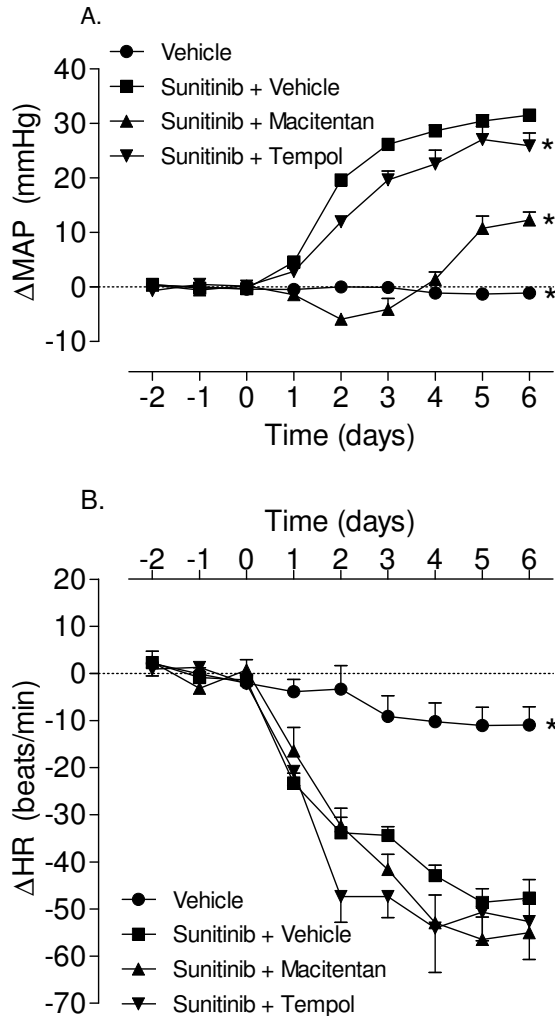 A.
Vehicle
Sunitinib + Vehicle
Sunitinib + Macitentan
Sunitinib + Tempol
40
30
20
10
0
-10
ΔMAP (mmHg)
*
*
*
-2 -1 0 1 2 3 4 5 6
Time (days)
B.
Time (days)
-2 -1 0 1 2 3 4 5 6
20
10
0
-10
-20
-30
-40
-50
-60
-70
ΔHR (beats/min)
*
Vehicle
Sunitinib + Vehicle
Sunitinib + Macitentan
Sunitinib + Tempol